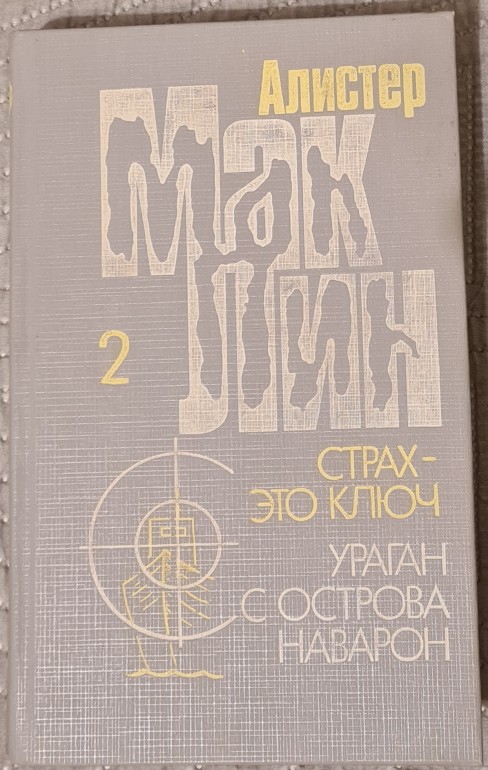 Алистер
Мак
Лин
2
СТРАХ-
ЭТО КЛЮЧ
УРАГАН
С ОСТРОВА
НАВАРОН